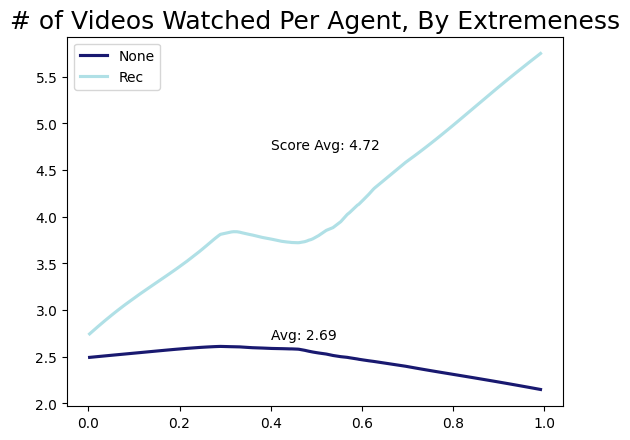 # of Videos Watched Per Agent, By Extremeness
None
Rec
5.5
5.0
4.5
4.0
3.5
3.0
2.5
2.0
Score Avg: 4.72
Avg: 2.69
0.0 0.2 0.4 0.6 0.8 1.0